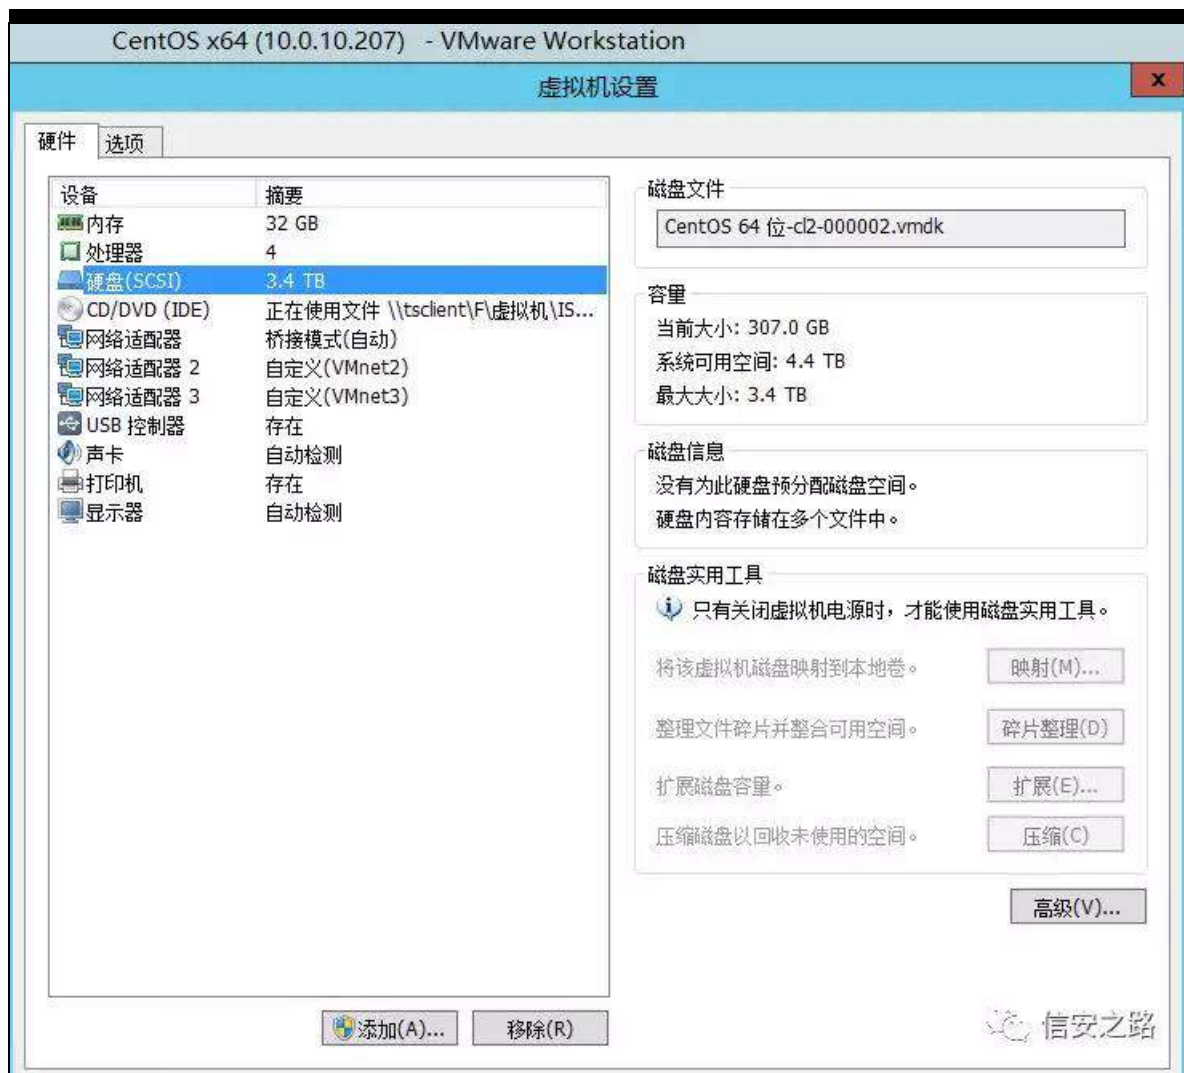 CentOS x64 (10.0.10.207) - VMware Workstation
虚拟机设置
x
硬件 选项
设备 摘要
内存 32 GB
处理器 4
硬盘(SCSI) 3.4 TB
CD/DVD (IDE) 正在使用文件 \\tsclient\F\虚拟机\IS...
网络适配器 桥接模式(自动)
网络适配器 2 自定义(VMnet2)
网络适配器 3 自定义(VMnet3)
USB 控制器 存在
声卡 自动检测
打印机 存在
显示器 自动检测
添加(A)... 移除(R)
磁盘文件
CentOS 64 位-cl2-000002.vmdk
容量
当前大小: 307.0 GB
系统可用空间: 4.4 TB
最大大小: 3.4 TB
磁盘信息
没有为此硬盘预分配磁盘空间。
硬盘内容存储在多个文件中。
磁盘实用工具
只有关闭虚拟机电源时，才能使用磁盘实用工具。
将该虚拟机磁盘映射到本地卷。 映射(M)...
整理文件碎片并整合可用空间。 碎片整理(D)
扩展磁盘容量。 扩展(E)...
压缩磁盘以回收未使用的空间。 压缩(C)
高级(V)...
信安之路